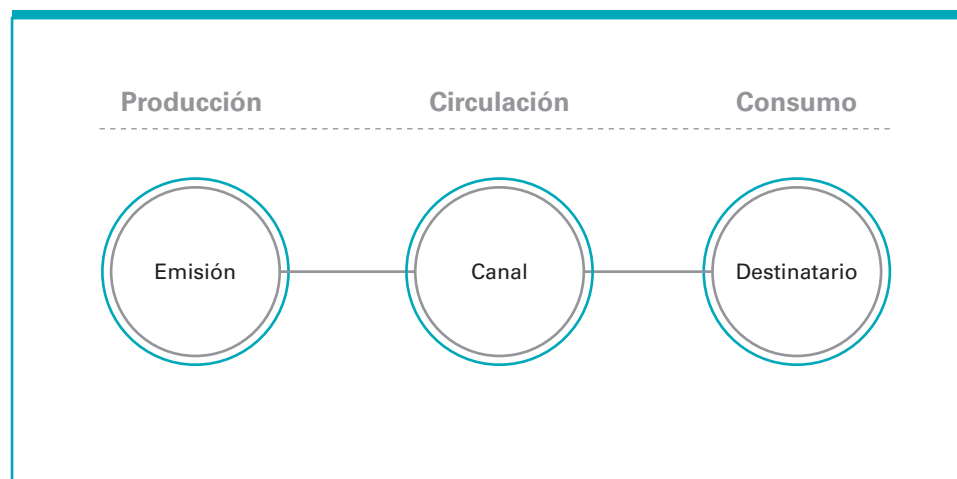 Producción Circulación Consumo
Emisión Canal Destinatario